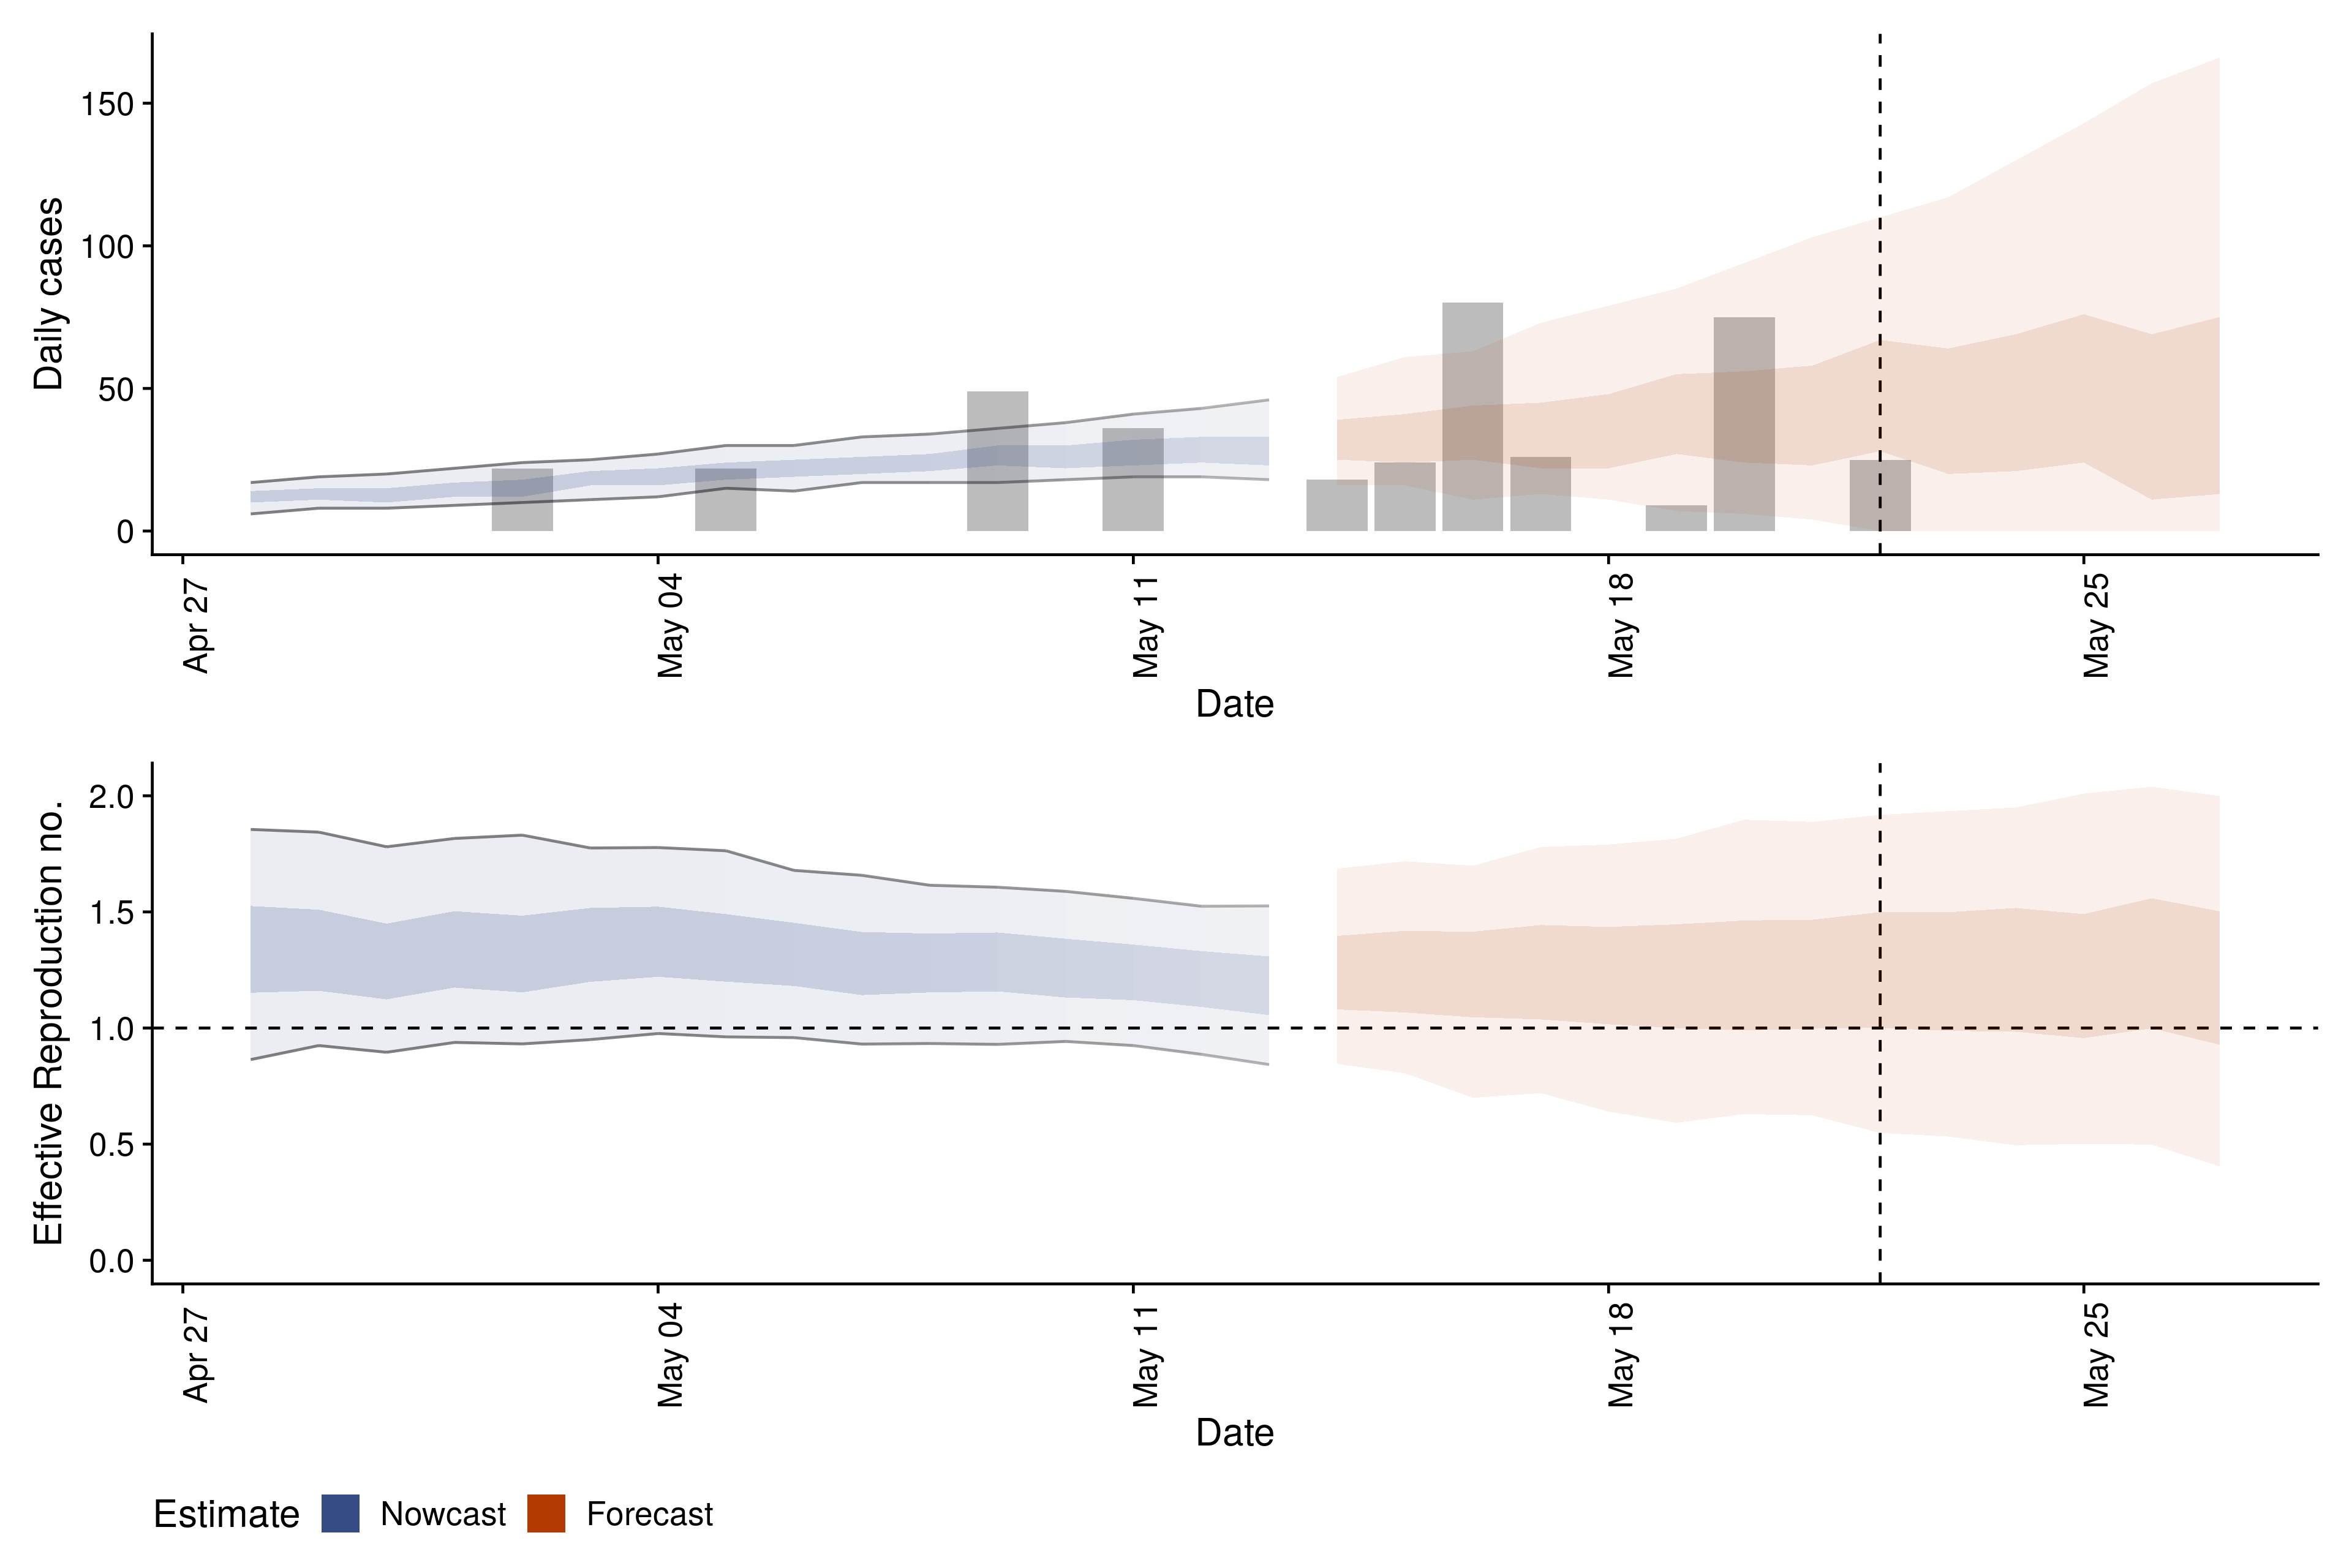 Daily cases
150
100
50
0
Apr 27
May 04
May 11
May 18
May 25
Date
Effective Reproduction no.
2.0
1.5
1.0
0.5
0.0
Apr 27
May 04
May 11
May 18
May 25
Date
Estimate Nowcast Forecast